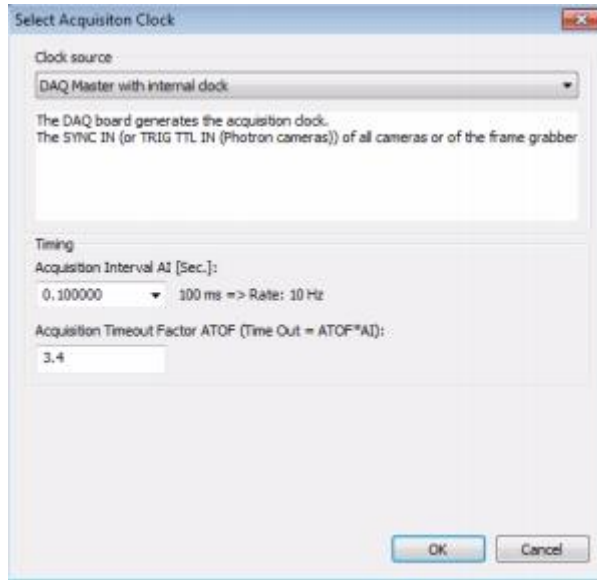 Select Acquisiton Clock
Clock source
DAQ Master with internal clock
The DAQ board generates the acquisition clock.
The SYNC IN (or TRIG TTL IN (Photron cameras)) of all cameras or of the frame grabber
Timing
Acquisition Interval AI [Sec.]:
0.100000 100 ms => Rate: 10 Hz
Acquisition Timeout Factor ATOF (Time Out = ATOF*AI):
3.4
OK Cancel